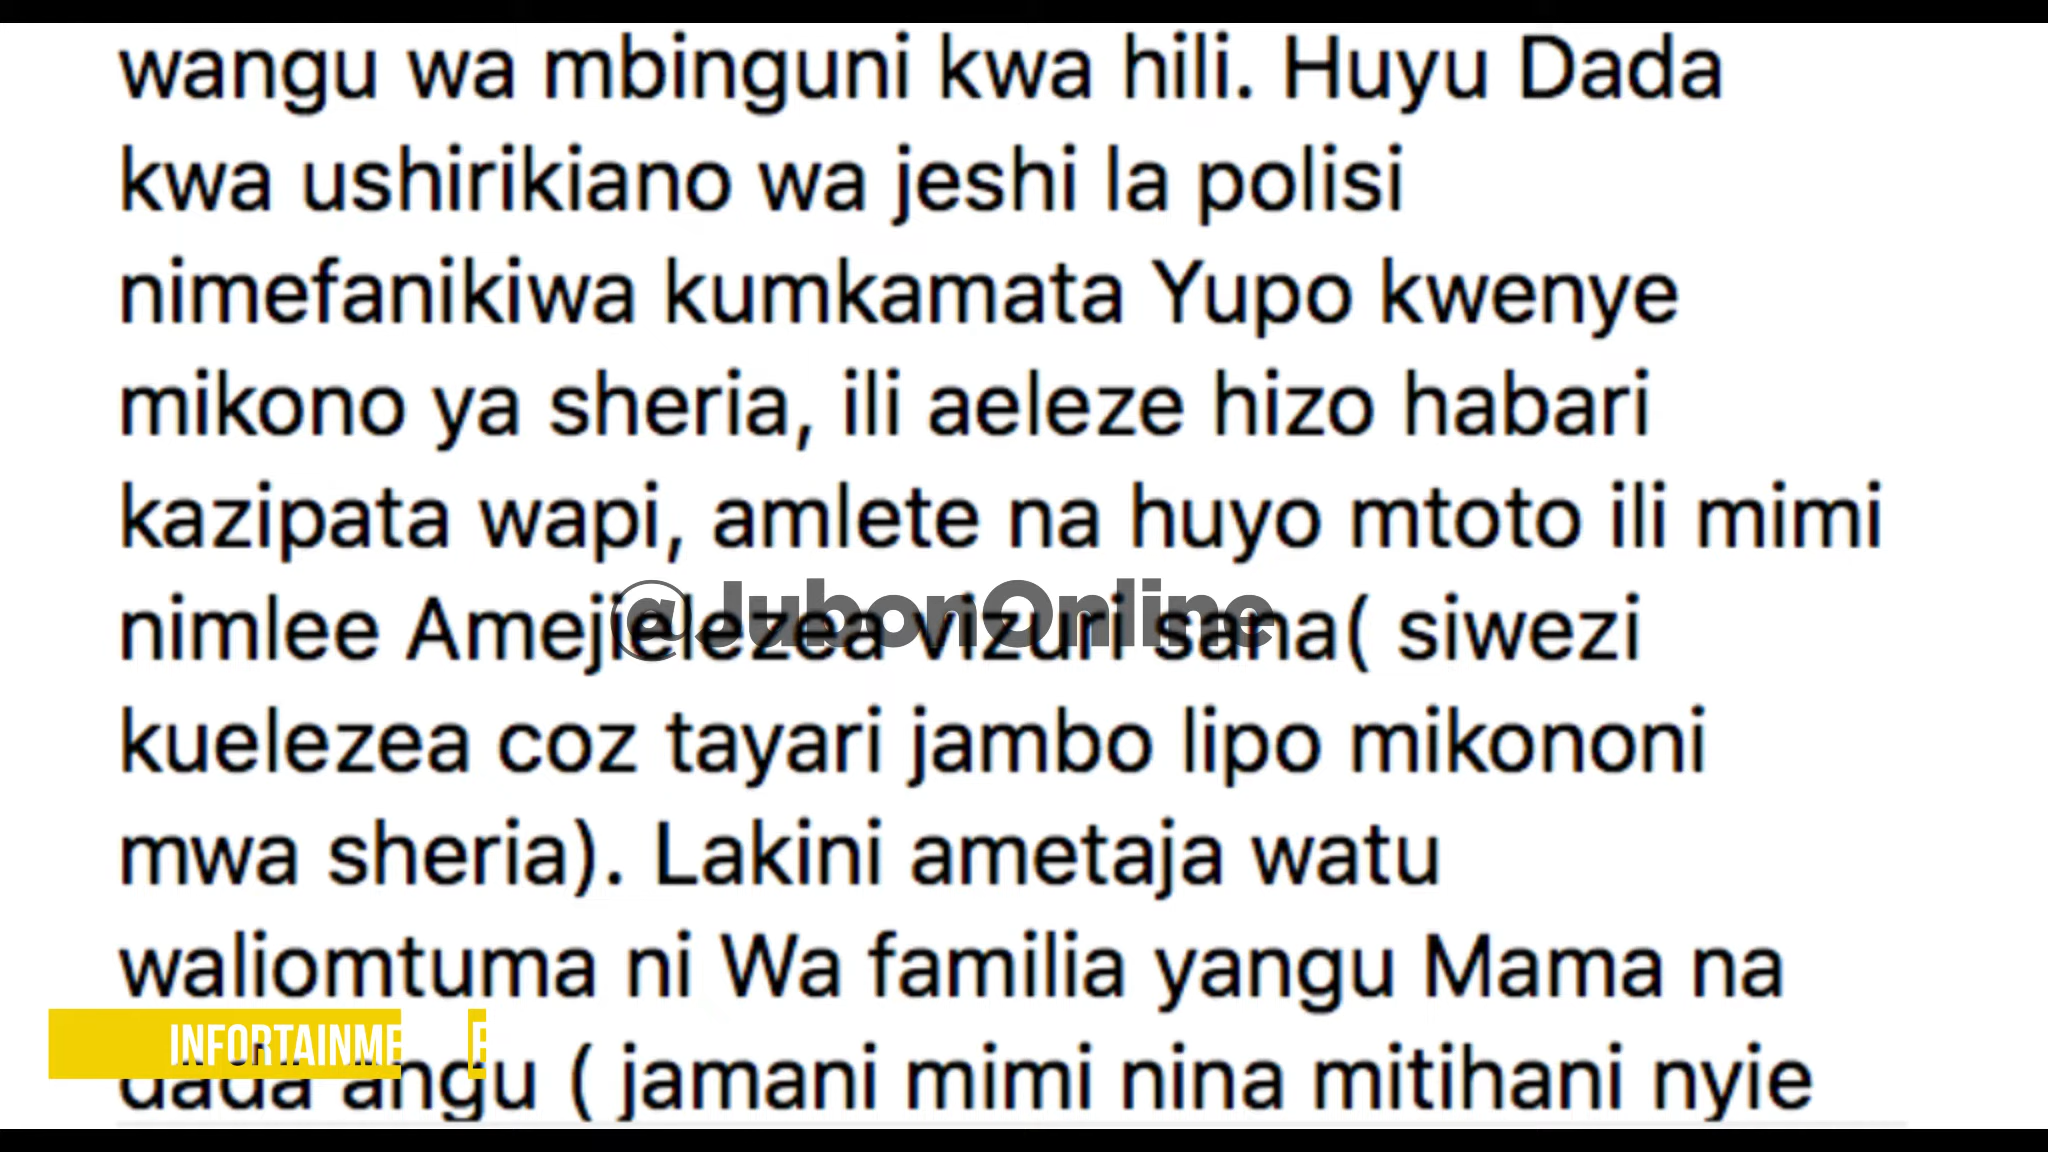 wangu wa mbinguni kwa hili. Huyu Dada
kwa ushirikiano wa jeshi la polisi
nimefanikiwa kumkamata Yupo kwenye
mikono ya sheria, ili aeleze hizo habari
kazipata wapi, amlete na huyo mtoto ili mimi
nimlee Amejielezea vizuri sana( siwezi
@JubonOnline
kuelezea coz tayari jambo lipo mikononi
mwa sheria). Lakini ametaja watu
waliomtuma ni Wa familia yangu Mama na
INFORTAINME
dada angu ( jamani mimi nina mitihani nyie